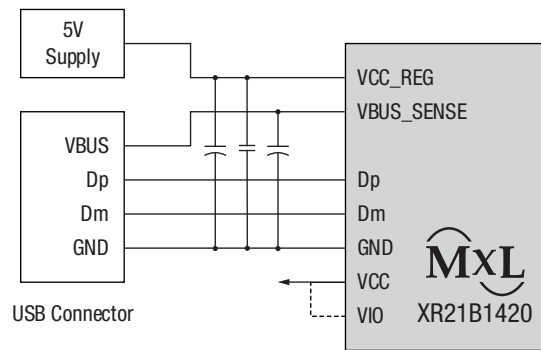 5V
Supply
VCC_REG
VBUS_SENSE
VBUS
Dp
Dp
Dm
Dm
GND
GND
MxL
VCC
VIO
XR21B1420
USB Connector